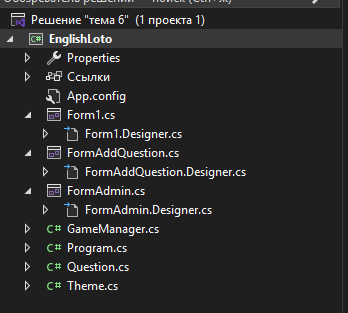 Решение "тема 6" (1 проекта 1)
C# EnglishLoto
Properties
Ссылки
App.config
Form1.cs
Form1.Designer.cs
FormAddQuestion.cs
FormAddQuestion.Designer.cs
FormAdmin.cs
FormAdmin.Designer.cs
C# GameManager.cs
C# Program.cs
C# Question.cs
C# Theme.cs